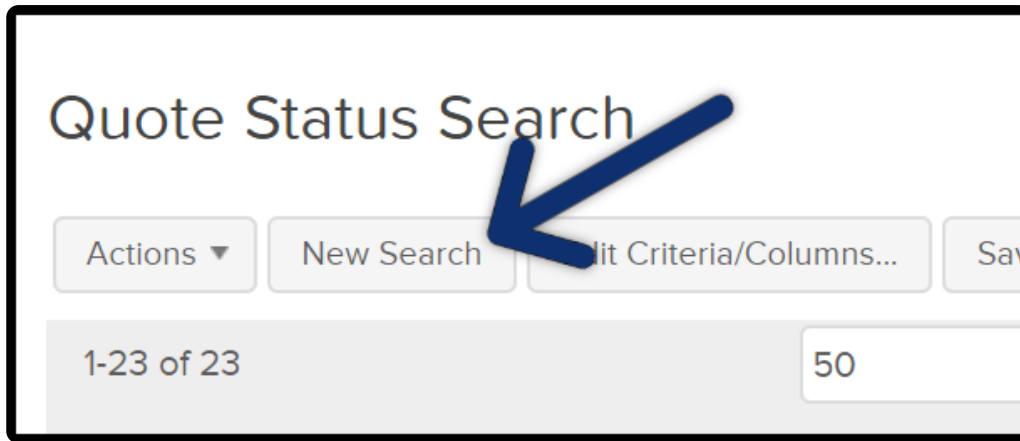 Quote Status Search
Actions New Search Criteria/Columns...
1-23 of 23 50